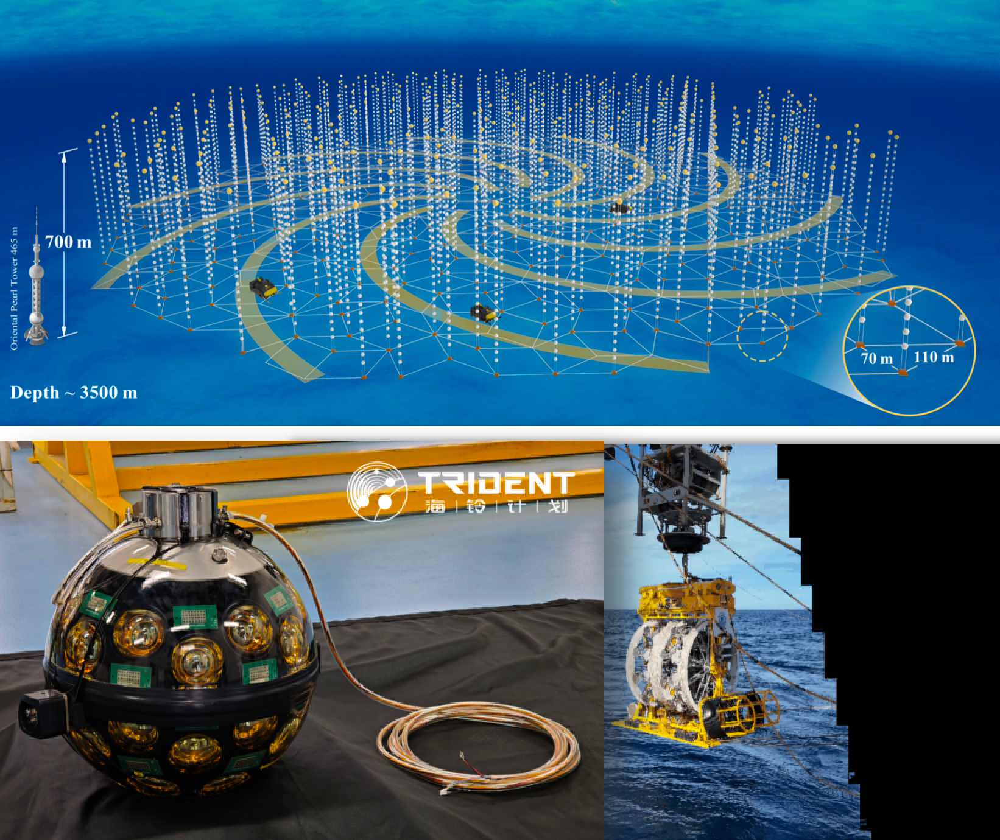 Oriental Pearl Tower 465 m
700 m
Depth ~ 3500 m
70 m
110 m
TRIDENT
海 | 铃 | 计 | 划